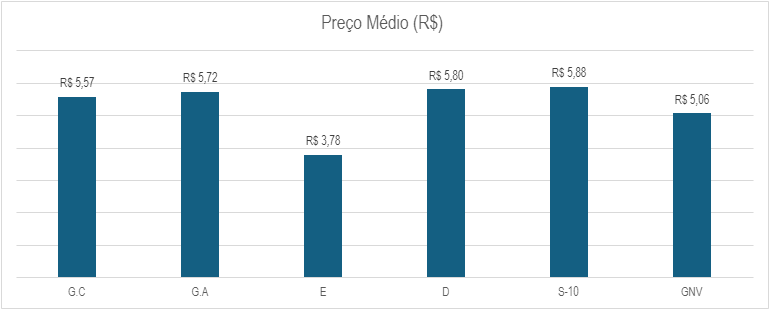 Preço Médio (R$)
R$ 5,57
R$ 5,72
R$ 3,78
R$ 5,80
R$ 5,88
R$ 5,06
G.C
G.A
E
D
S-10
GNV